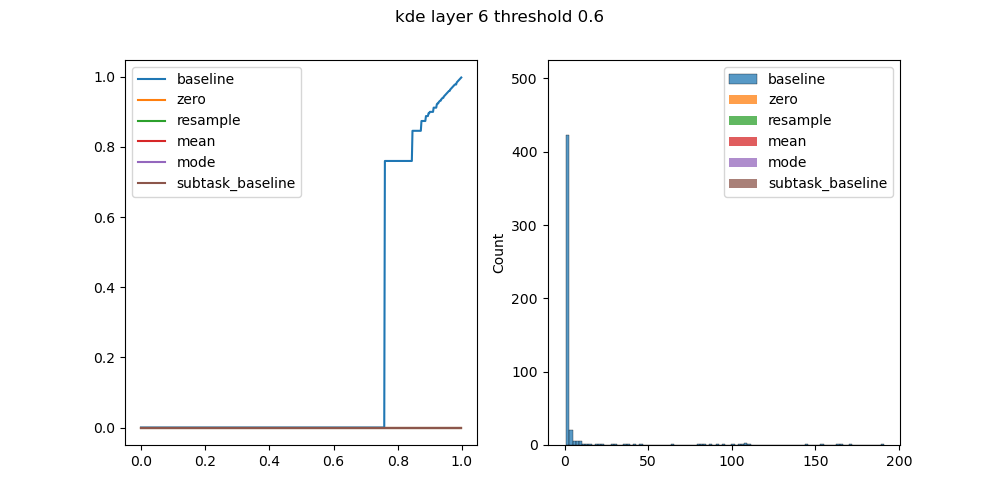 kde layer 6 threshold 0.6
1.0
0.8
0.6
0.4
0.2
0.0
0.0 0.2 0.4 0.6 0.8 1.0
baseline
zero
resample
mean
mode
subtask_baseline
Count
500
400
300
200
100
0
0 50 100 150 200
baseline
zero
resample
mean
mode
subtask_baseline